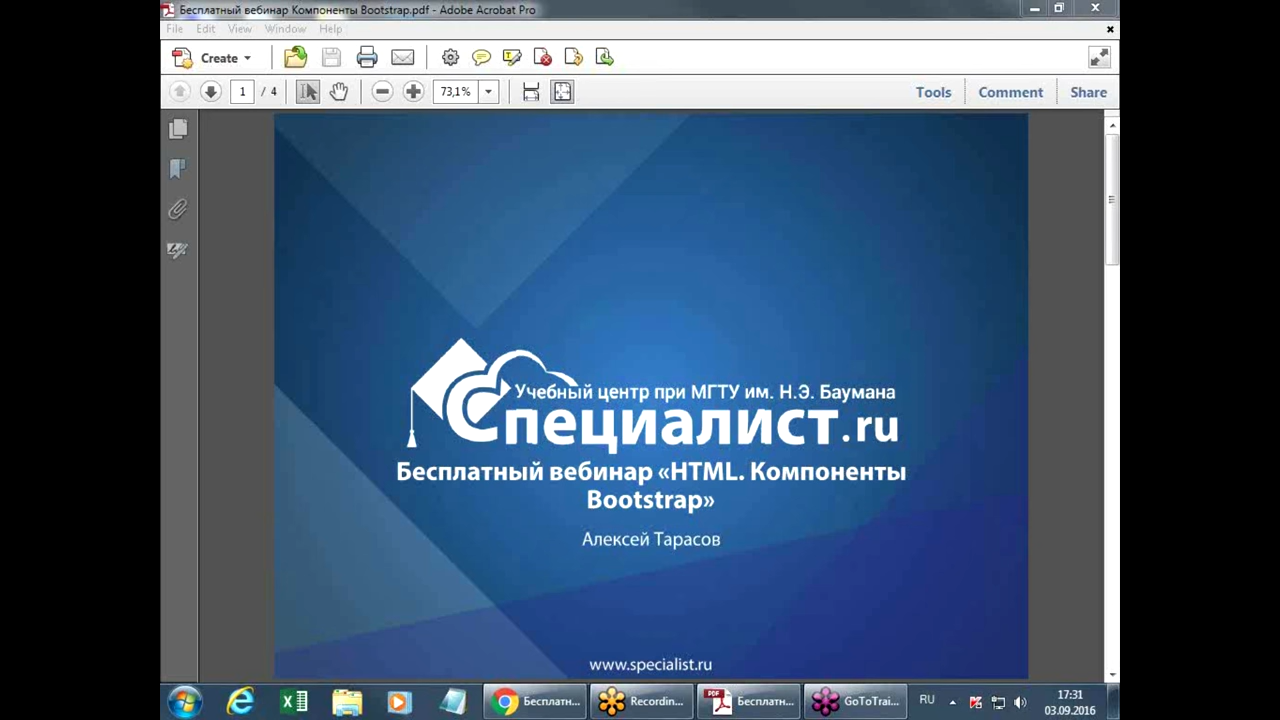 Бесплатный вебинар Компоненты Bootstrap.pdf - Adobe Acrobat Pro
File Edit View Window Help
Create
1 / 4 73,1% Tools Comment Share
Учебный центр при МГТУ им. Н.Э. Баумана
Специалист.ru
Бесплатный вебинар «HTML. Компоненты
Bootstrap»
Алексей Тарасов
www.specialist.ru
Бесплатн... Recordin... Бесплатн... GoToTrai... RU 17:31
03.09.2016